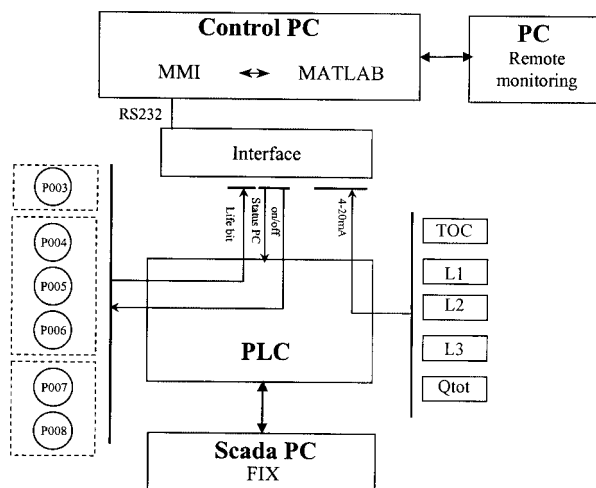 Control PC
MMI MATLAB
PC
Remote
monitoring
RS232
Interface
Life bit
Status PC
on/off
4-20mA
P003
P004
P005
P006
P007
P008
PLC
TOC
L1
L2
L3
Qtot
Scada PC
FIX